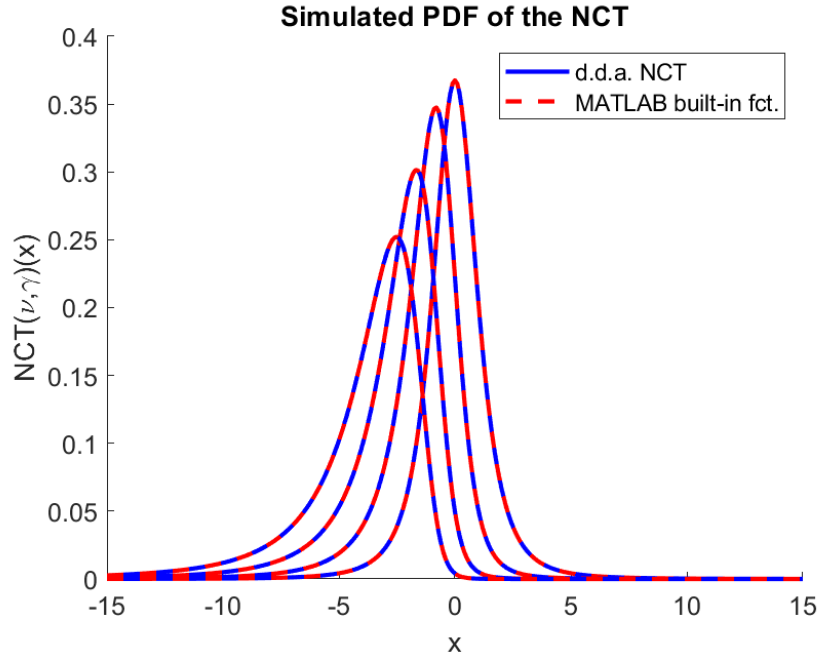 Simulated PDF of the NCT
d.d.a. NCT
MATLAB built-in fct.
NCT(ν,γ)(x)
0.4
0.35
0.3
0.25
0.2
0.15
0.1
0.05
0
-15 -10 -5 0 5 10 15
x